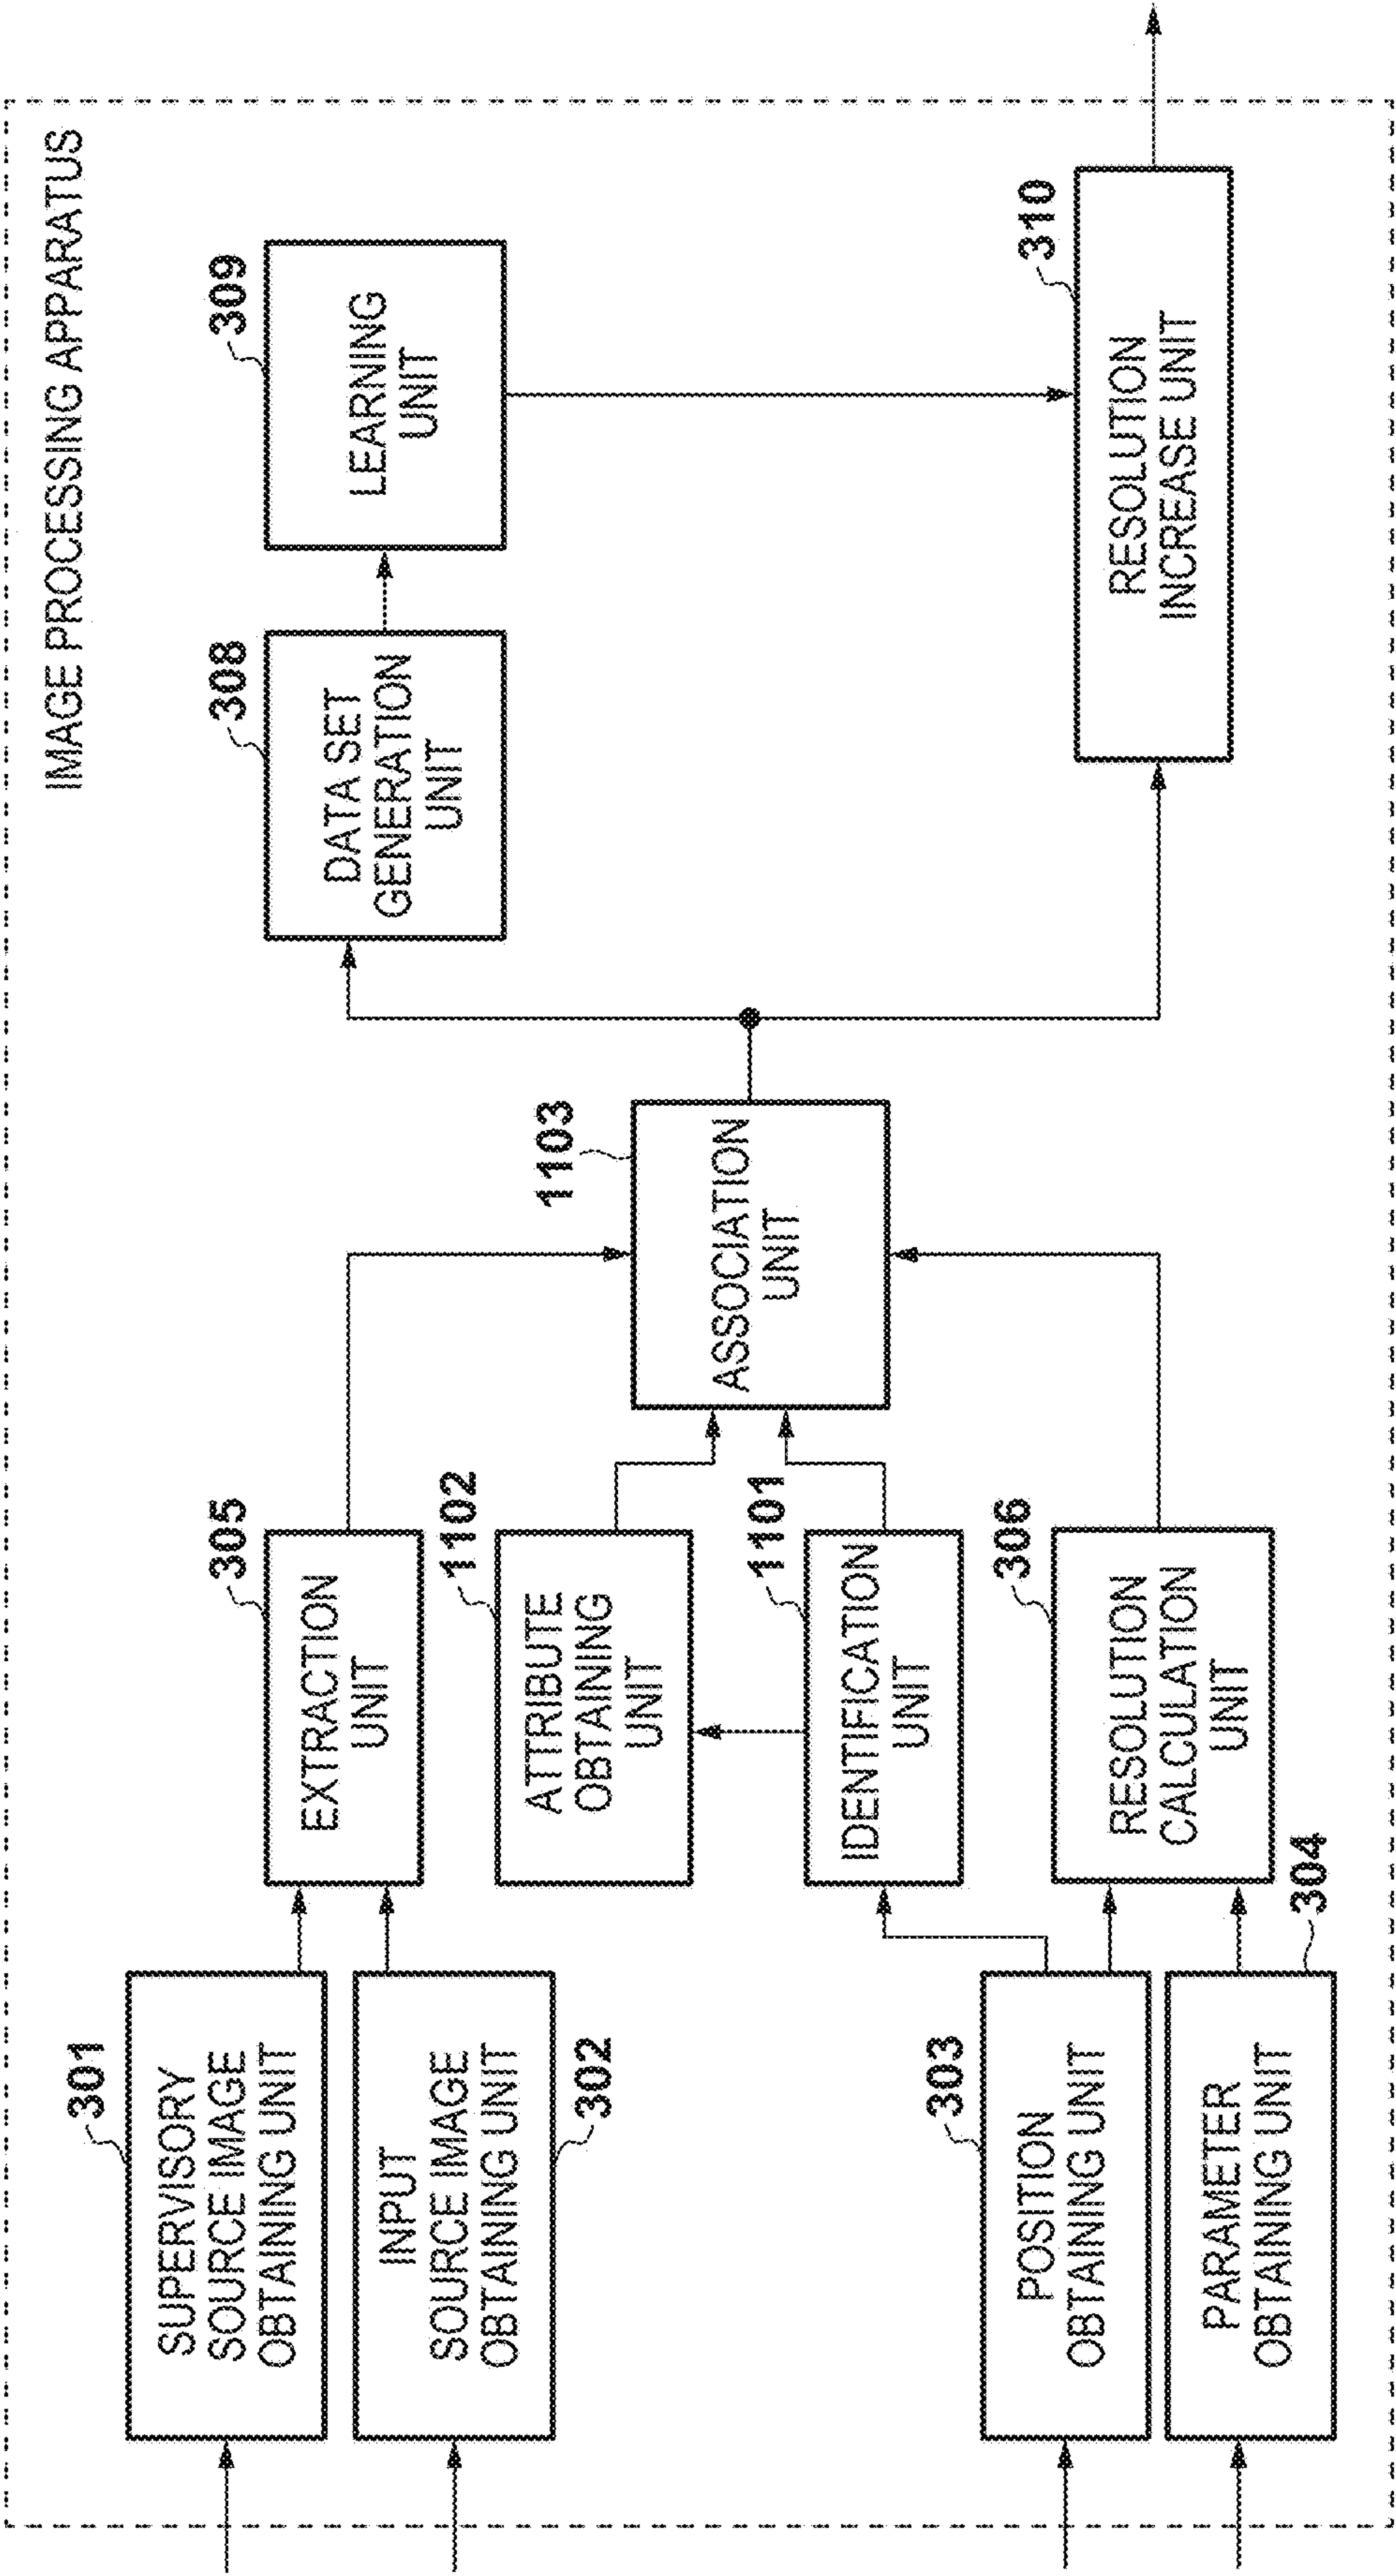 IMAGE PROCESSING APPARATUS
301
SUPERVISORY
SOURCE IMAGE
OBTAINING UNIT
INPUT
SOURCE IMAGE
OBTAINING UNIT
302
303
POSITION
OBTAINING UNIT
PARAMETER
OBTAINING UNIT
304
305
EXTRACTION
UNIT
1102
ATTRIBUTE
OBTAINING
UNIT
1101
IDENTIFICATION
UNIT
306
RESOLUTION
CALCULATION
UNIT
1103
ASSOCIATION
UNIT
308
DATA SET
GENERATION
UNIT
309
LEARNING
UNIT
310
RESOLUTION
INCREASE UNIT